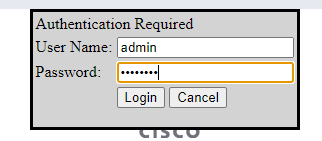 Authentication Required
User Name: admin
Password: ••••••••
Login Cancel
CISCO